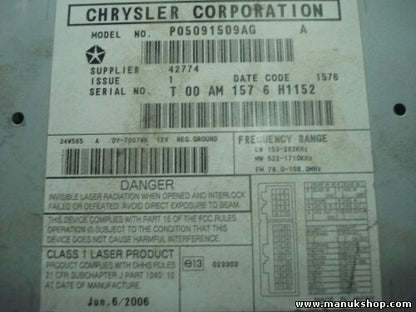 CHRYSLER CORPORATION
MODEL NO. P05091509AG A
SUPPLIER 42774
ISSUE 1 DATE CODE 1576
SERIAL NO. T 00 AM 157 6 H1152
34W565 A /DY-7007WK 12V NEG.GROUND
FREQUENCY RANGE
LW 153-282KHz
MW 522-1710KHz
FM 76.0-108.0MHz
DANGER
INVISIBLE LASER RADIATION WHEN OPENED AND INTERLOCK
FAILED OR DEFEATED. AVOID DIRECT EXPOSURE TO BEAM.
THIS DEVICE COMPLIES WITH PART 15 OF THE FCC RULES
OPERATION IS SUBJECT TO THE CONDITION THAT THIS
DEVICE DOES NOT CAUSE HARMFUL INTERFERENCE.
CLASS 1 LASER PRODUCT
PRODUCT COMPLIES WITH DHHS RULES
21 CFR SUBCHAPTER J PART 1040. 10
AT DATE OF MANUFACTURE.
e13 023303
Jun.6/2006
www.manukshop.com